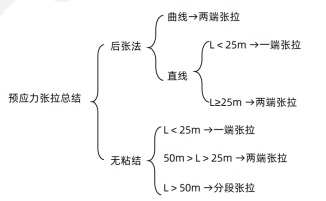 曲线→两端张拉
后张法
L < 25m →一端张拉
直线
预应力张拉总结
L≥25m →两端张拉
L < 25m →一端张拉
无粘结
50m > L > 25m →两端张拉
L > 50m →分段张拉